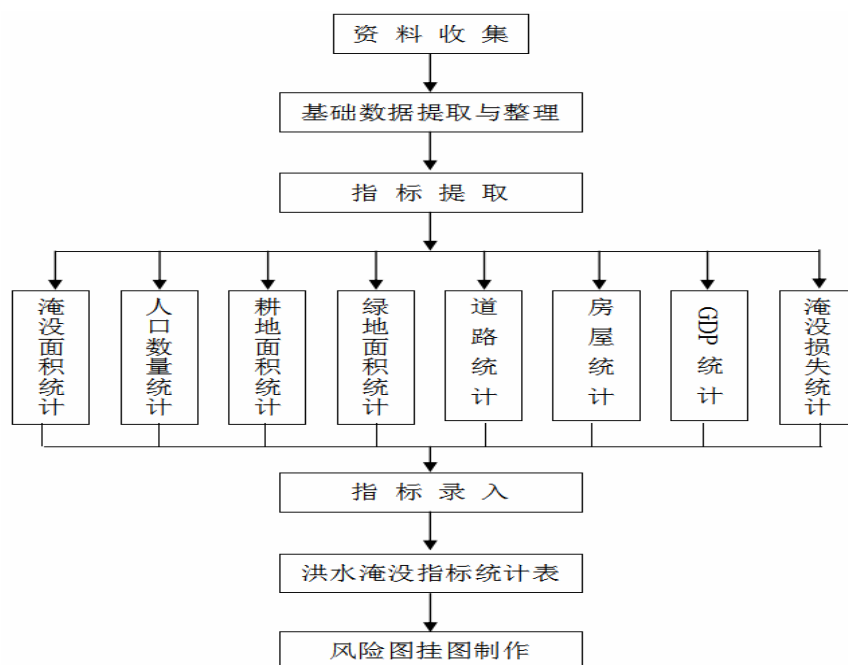 资料收集
基础数据提取与整理
指标提取
淹没面积统计
人口数量统计
耕地面积统计
绿地面积统计
道路统计
房屋统计
GDP统计
淹没损失统计
指标录入
洪水淹没指标统计表
风险图挂图制作